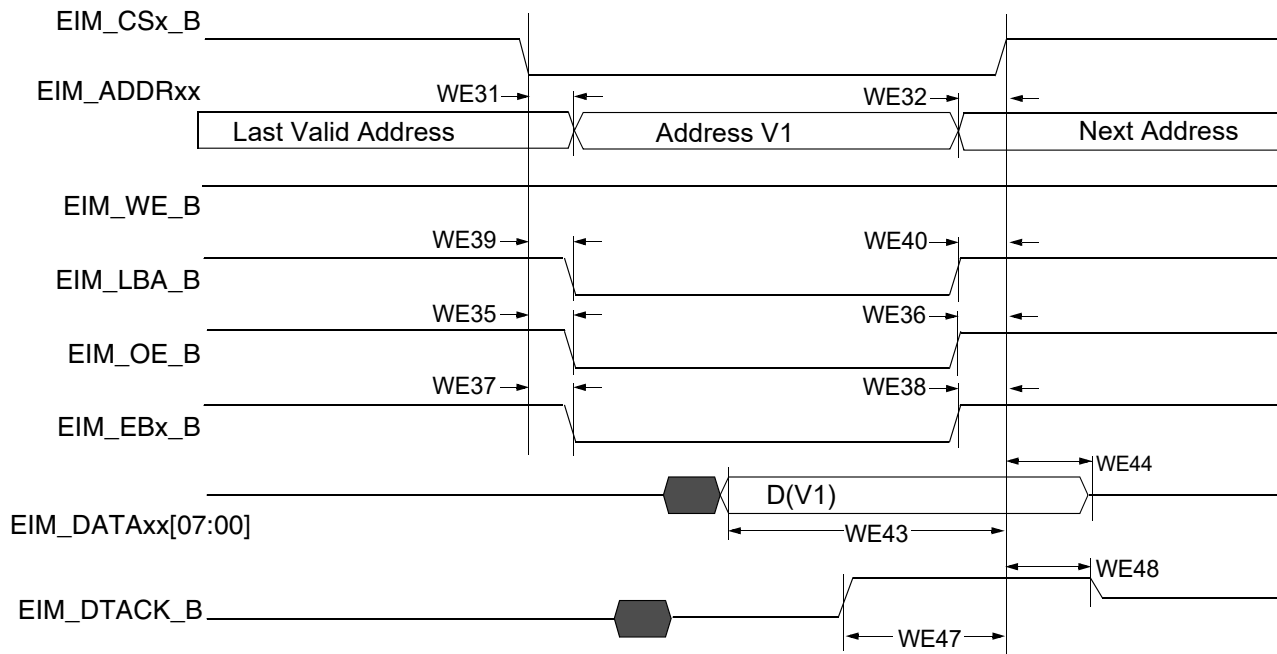 EIM_CSx_B
EIM_ADDRxx
WE31
WE32
Last Valid Address
Address V1
Next Address
EIM_WE_B
WE39
WE40
EIM_LBA_B
WE35
WE36
EIM_OE_B
WE37
WE38
EIM_EBx_B
WE44
D(V1)
EIM_DATAxx[07:00]
WE43
WE48
EIM_DTACK_B
WE47